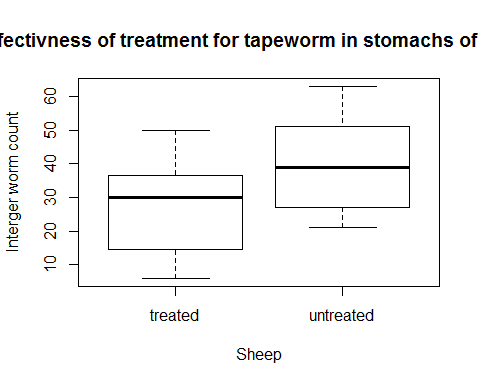 fectivness of treatment for tapeworm in stomachs of
Interger worm count
60
50
40
30
20
10
treated untreated
Sheep